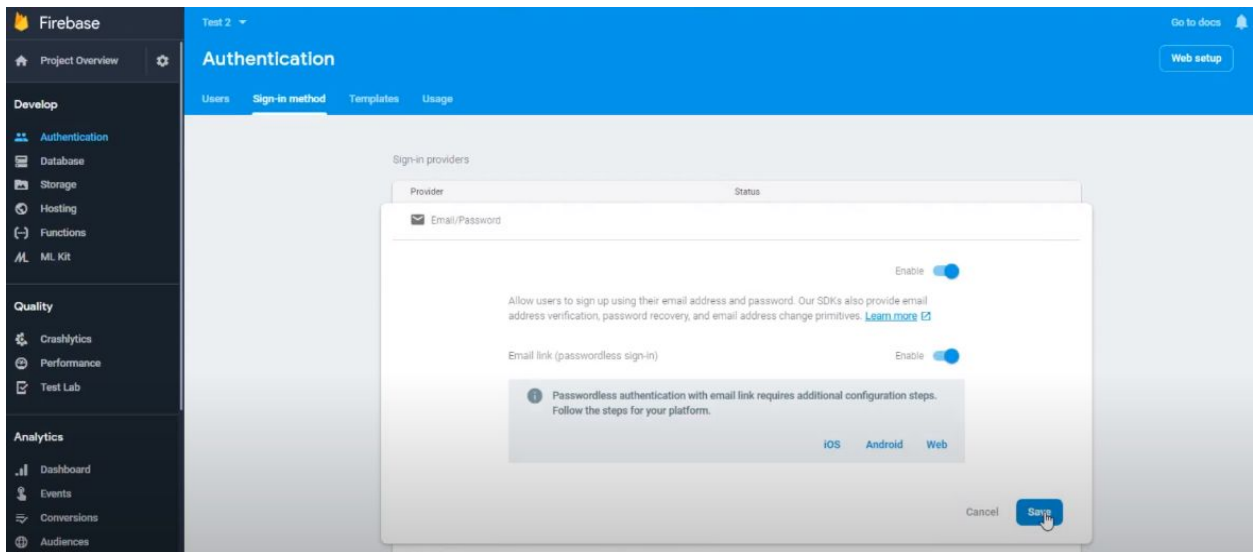 Firebase
Test 2
Go to docs
Project Overview
Authentication
Web setup
Develop
Users
Sign-in method
Templates
Usage
Authentication
Database
Storage
Hosting
Functions
ML Kit
Quality
Crashlytics
Performance
Test Lab
Analytics
Dashboard
Events
Conversions
Audiences
Sign-in providers
Provider
Status
Email/Password
Enable
Allow users to sign up using their email address and password. Our SDKs also provide email
address verification, password recovery, and email address change primitives. Learn more
Email link (passwordless sign-in)
Enable
Passwordless authentication with email link requires additional configuration steps.
Follow the steps for your platform.
iOS
Android
Web
Cancel
Save